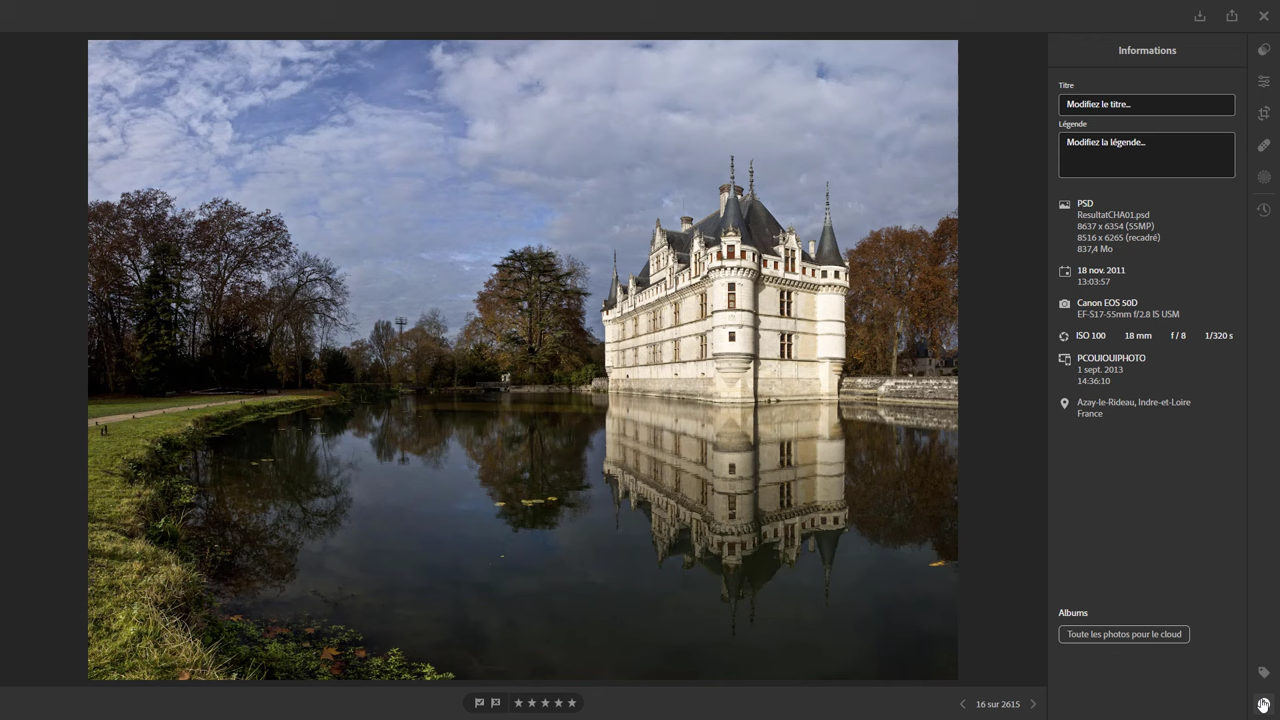 Informations
Titre
Modifiez le titre...
Légende
Modifiez la légende...
PSD
ResultatCHA01.psd
8637 x 6354 (55MP)
8516 x 6265 (recadré)
837,4 Mo
18 nov. 2011
13:03:57
Canon EOS 50D
EF-S17-55mm f/2.8 IS USM
ISO 100 18 mm f / 8 1/320 s
PCOUIOUIPHOTO
1 sept. 2013
14:36:10
Azay-le-Rideau, Indre-et-Loire
France
Albums
Toute les photos pour le cloud
16 sur 2615